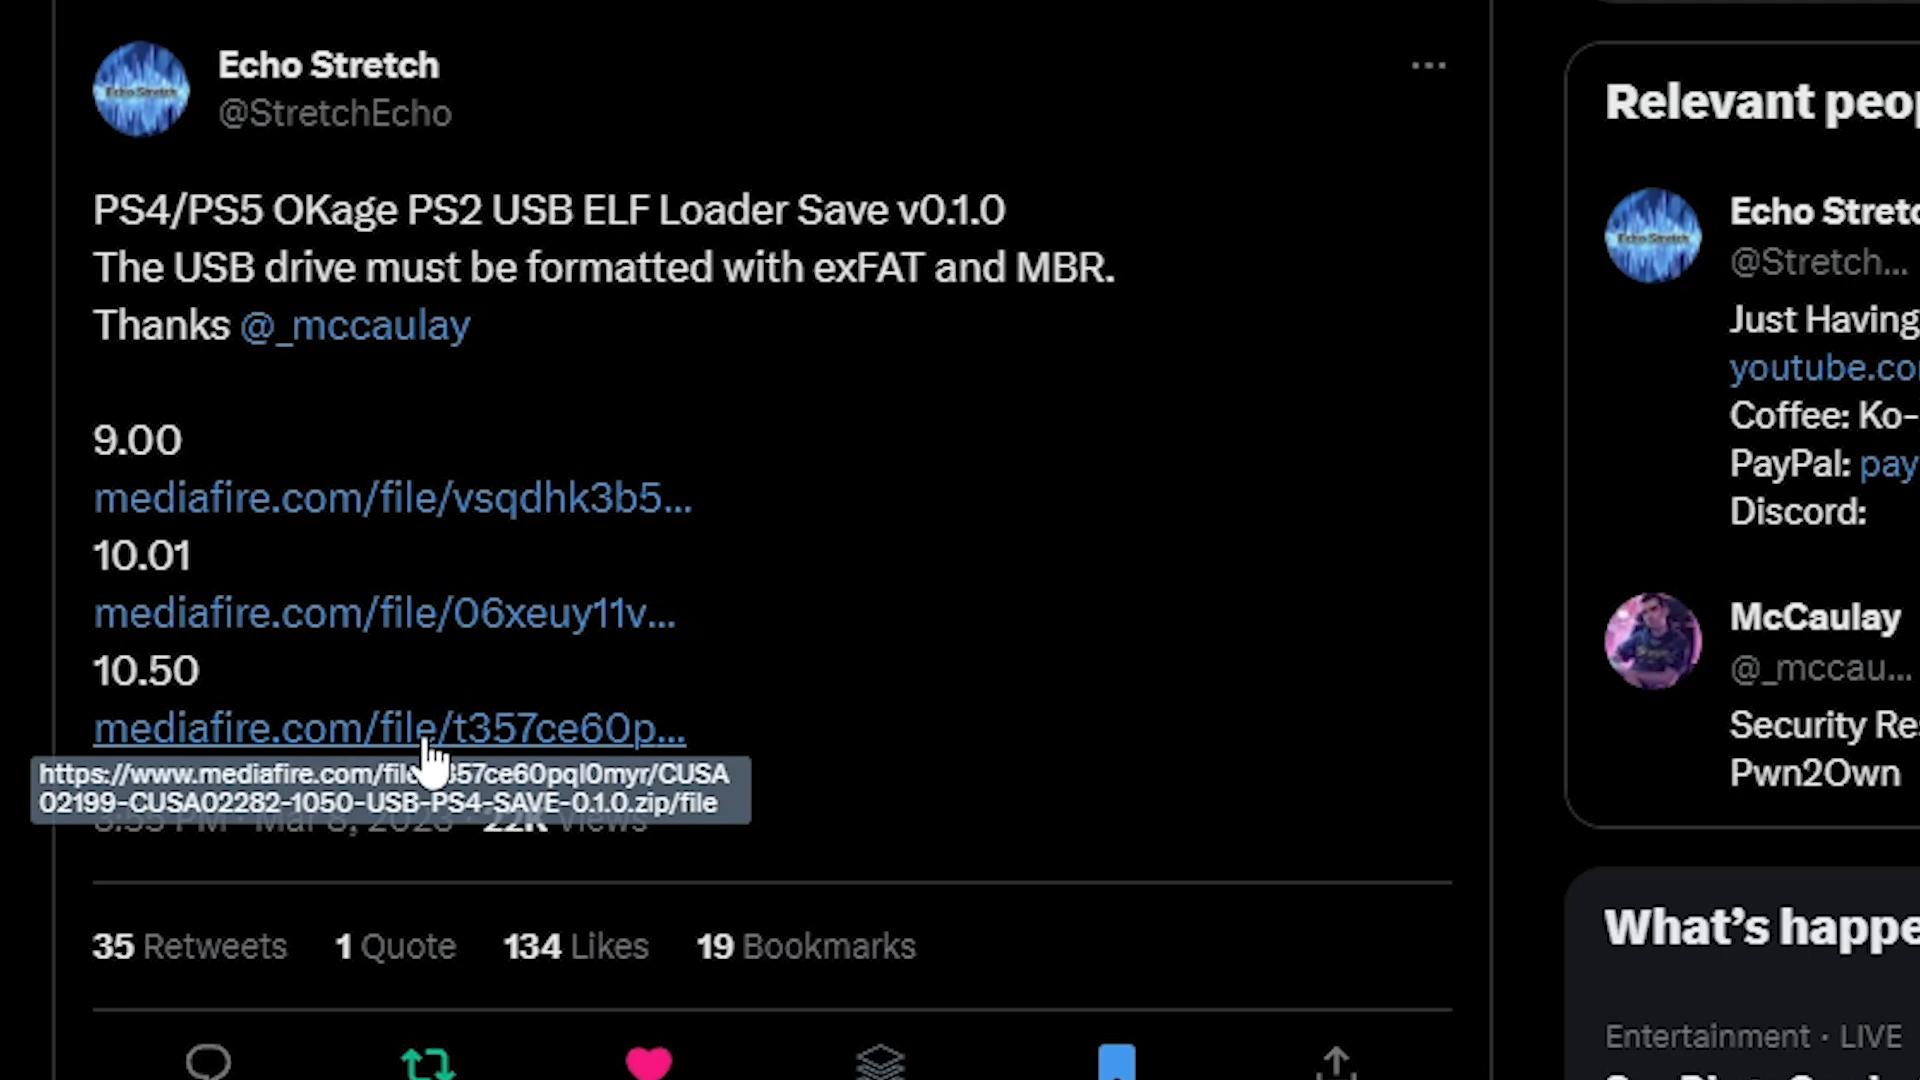 Echo Stretch
@StretchEcho
PS4/PS5 OKage PS2 USB ELF Loader Save v0.1.0
The USB drive must be formatted with exFAT and MBR.
Thanks @_mccaulay
9.00
mediafire.com/file/vsqdhk3b5...
10.01
mediafire.com/file/06xeuy11v...
10.50
mediafire.com/file/t357ce60p...
https://www.mediafire.com/file 357ce60pql0myr/CUSA
02199-CUSA02282-1050-USB-PS4-SAVE-0.1.0.zip/file
22K Views
35 Retweets 1 Quote 134 Likes 19 Bookmarks
Relevant peop
Echo Stretc
@Stretch...
Just Having
youtube.co
Coffee: Ko-
PayPal: pay
Discord:
McCaulay
@_mccau...
Security Res
Pwn2Own
What's happe
Entertainment · LIVE